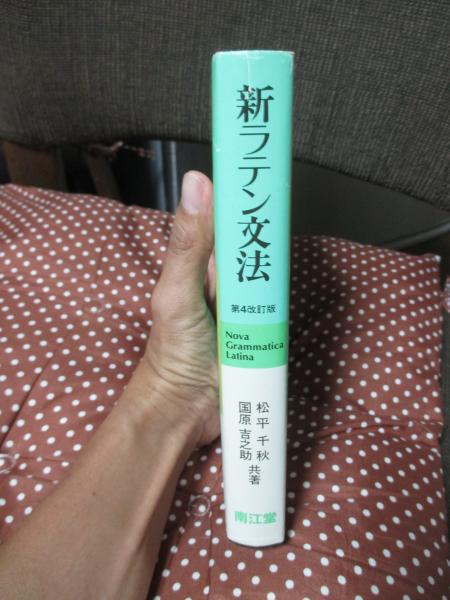 新ラテン文法
第4改訂版
Nova
Grammatica
Latina
松平千秋
国原吉之助 共著
南江堂